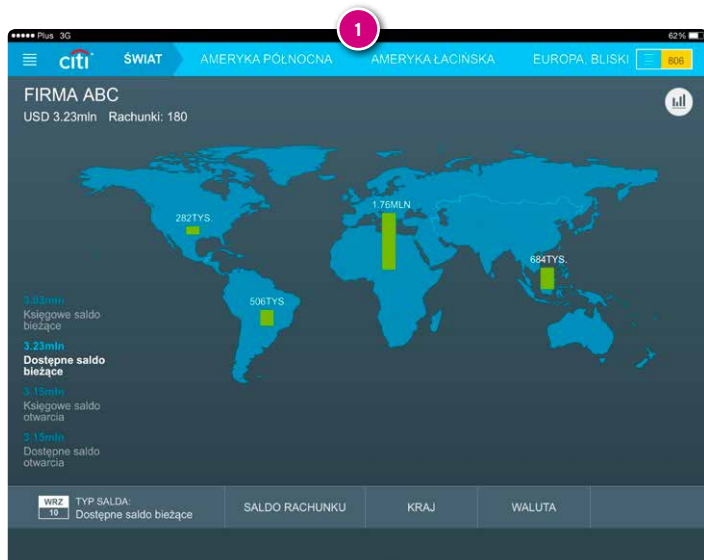 1
Plus 3G
62%
citi
ŚWIAT
AMERYKA PÓŁNOCNA
AMERYKA ŁACIŃSKA
EUROPA, BLISKI
806
FIRMA ABC
USD 3.23mln Rachunki: 180
1.76MLN
282TYS.
684TYS.
506TYS
3.03mln
Księgowe saldo
bieżące
3.23mln
Dostępne saldo
bieżące
3.15mln
Księgowe saldo
otwarcia
3.15mln
Dostępne saldo
otwarcia
WRZ
10
TYP SALDA:
Dostępne saldo bieżące
SALDO RACHUNKU
KRAJ
WALUTA